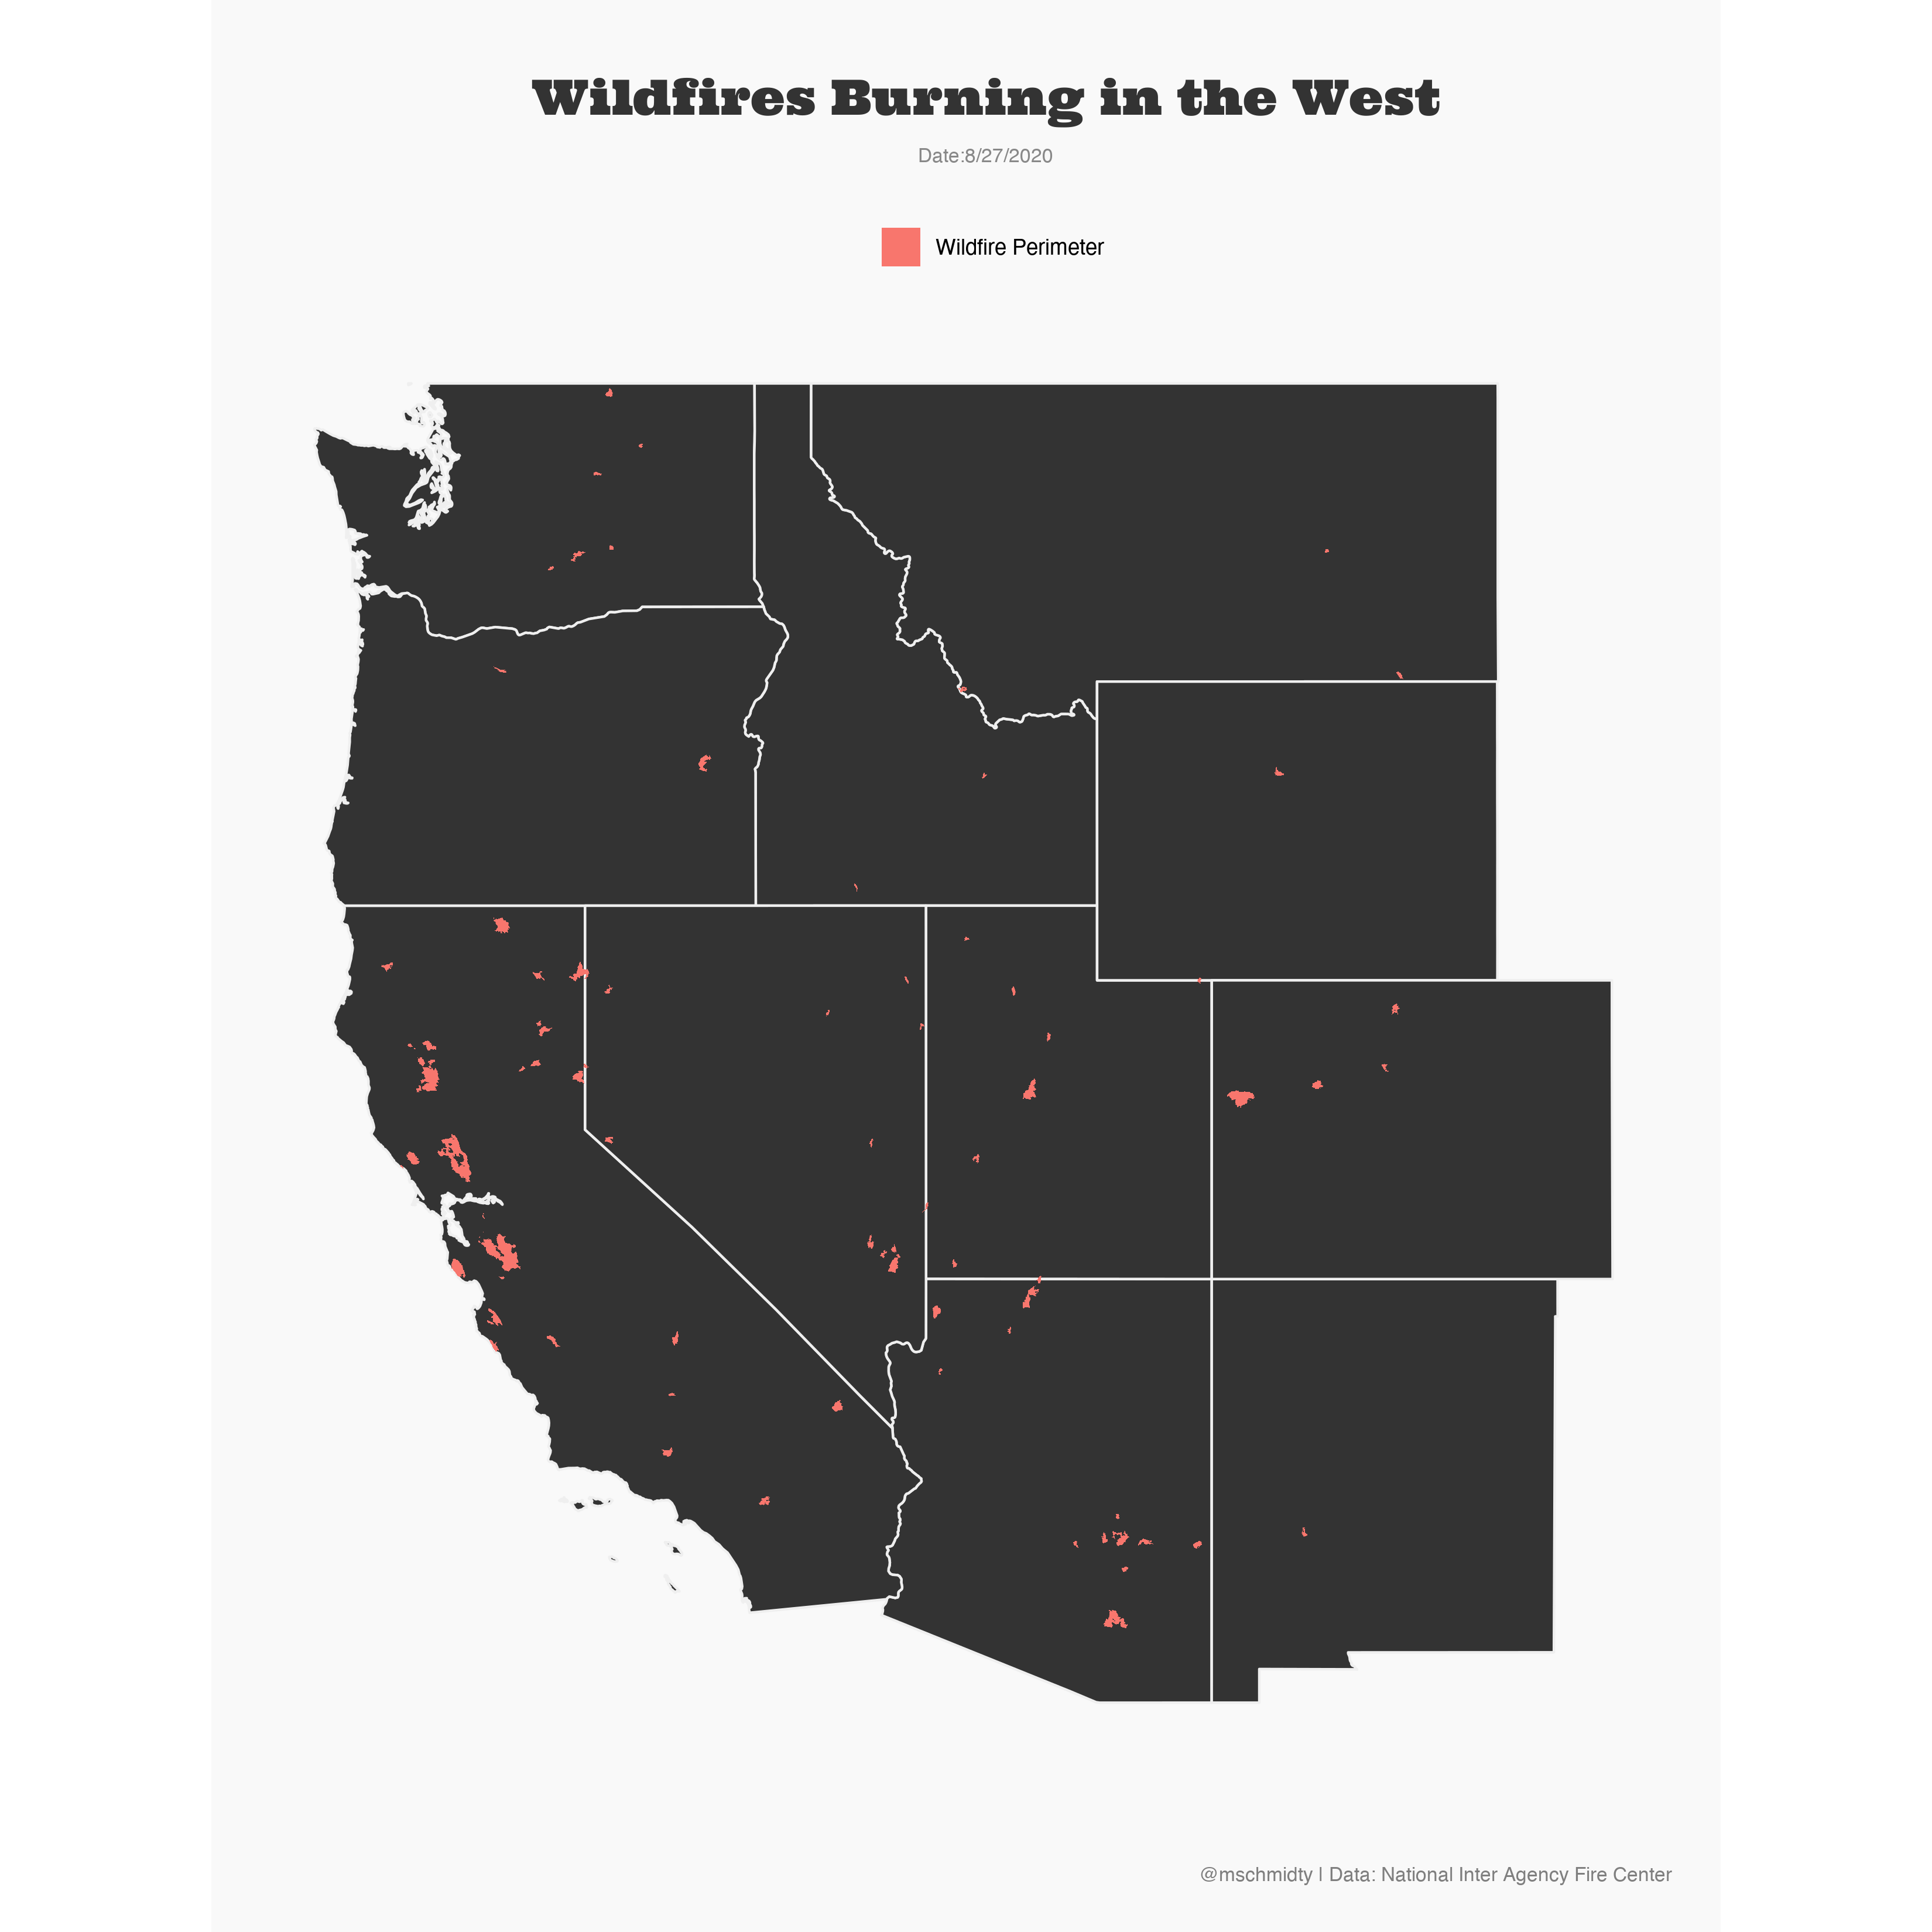 Wildfires Burning in the West
Date:8/27/2020
Wildfire Perimeter
@mschmidty | Data: National Inter Agency Fire Center